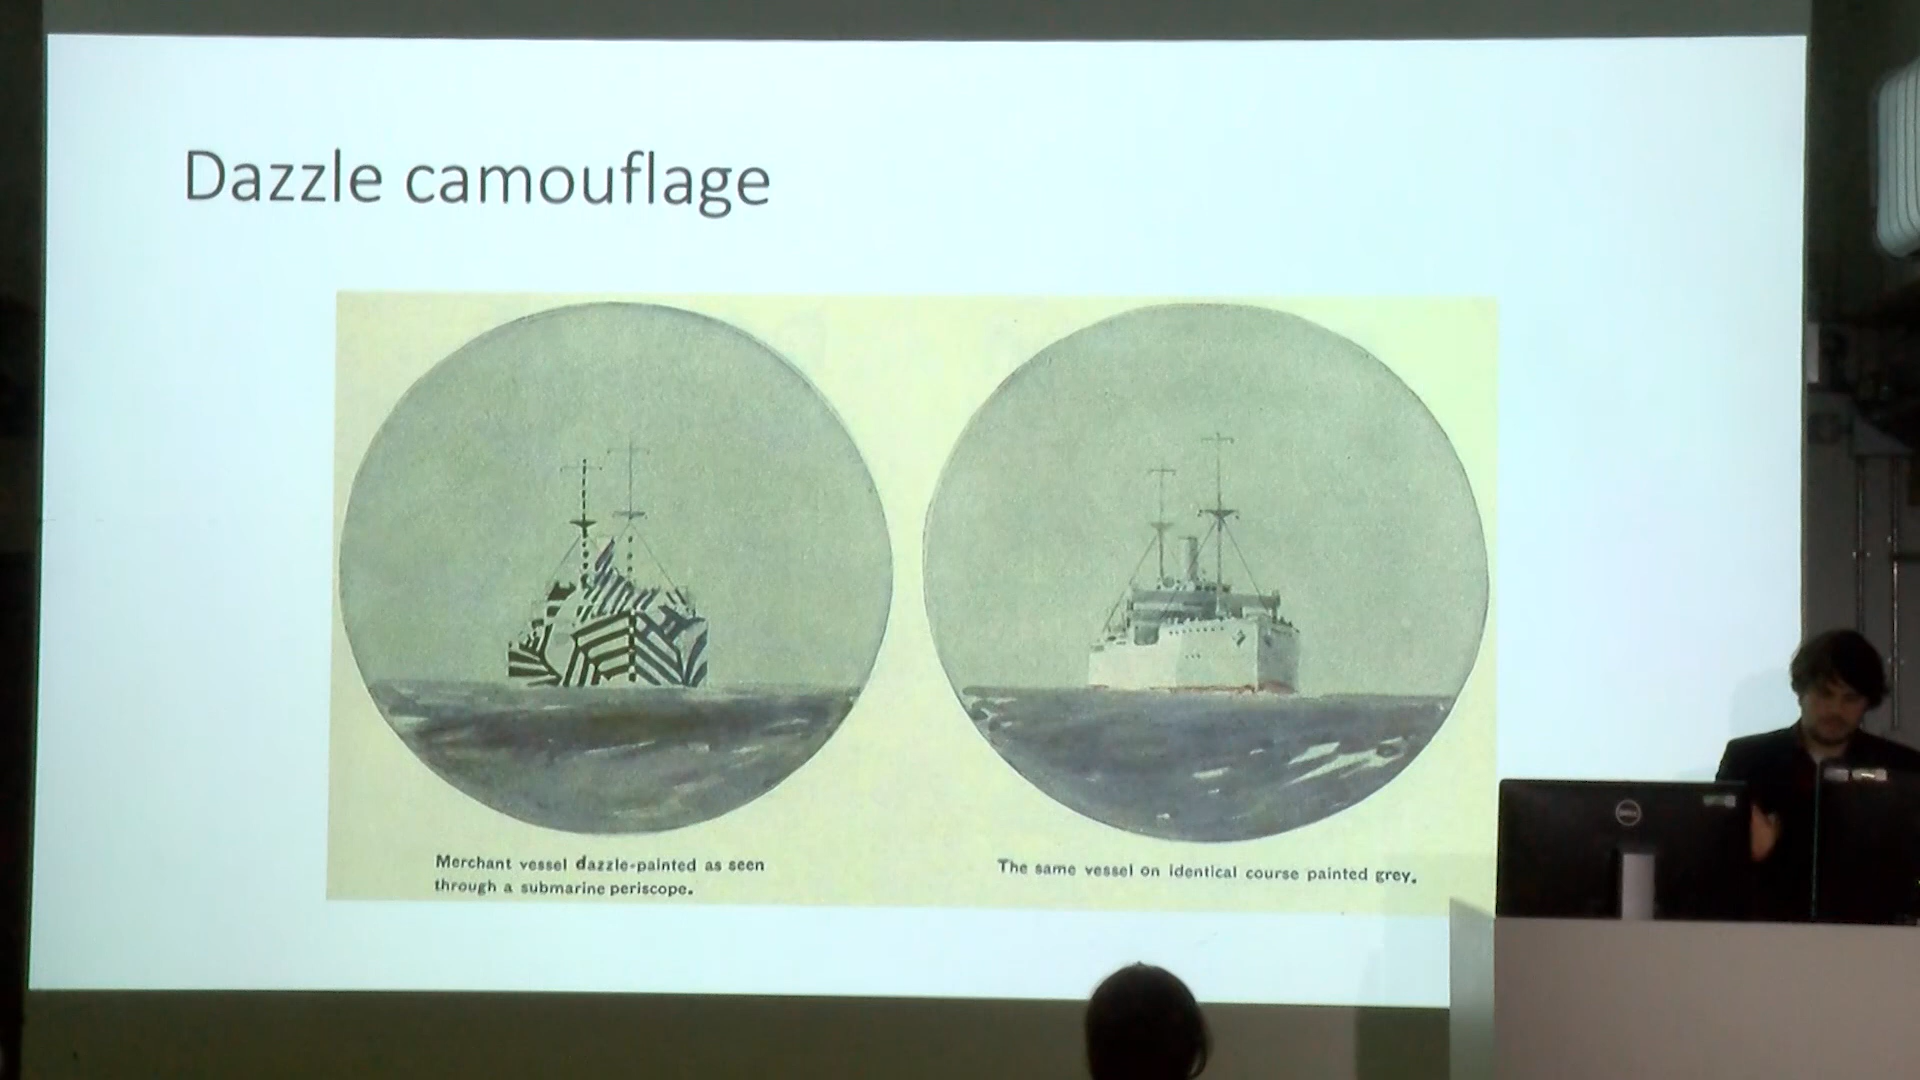 Dazzle camouflage
Merchant vessel dazzle-painted as seen
through a submarine periscope.
The same vessel on identical course painted grey.
DELL